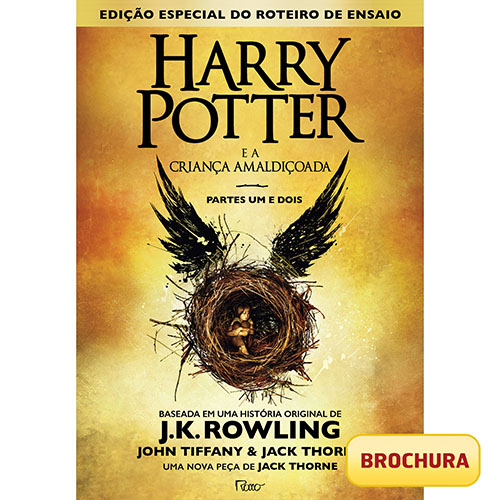 EDIÇÃO ESPECIAL DO ROTEIRO DE ENSAIO
HARRY
POTTER
E A
CRIANÇA AMALDIÇOADA
PARTES UM E DOIS
BASEADA EM UMA HISTÓRIA ORIGINAL DE
J.K. ROWLING
JOHN TIFFANY & JACK THOR
UMA NOVA PEÇA DE JACK THORNE
BROCHURA
Rocco